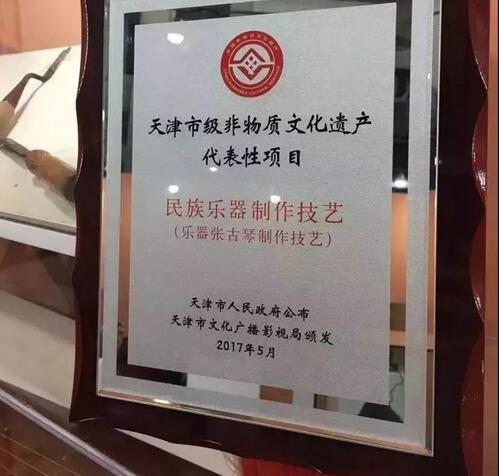 天津市级非物质文化遗产
代表性项目
民族乐器制作技艺
(乐器张古琴制作技艺)
天津市人民政府公布
天津市文化广播影视局颁发
2017年5月